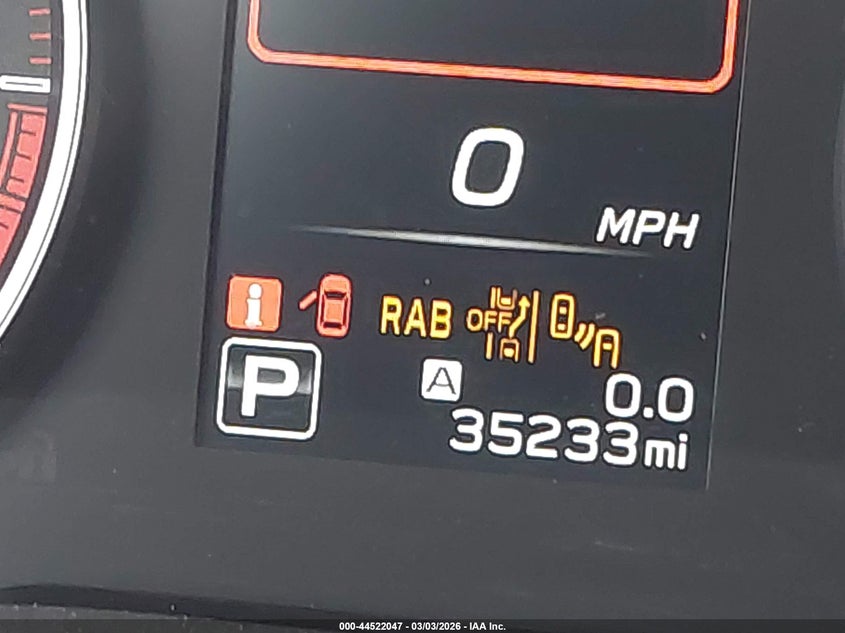 0
MPH
i
RAB OFF
P
A
0.0
35233mi
000-44522047 - 03/03/2026 - IAA Inc.